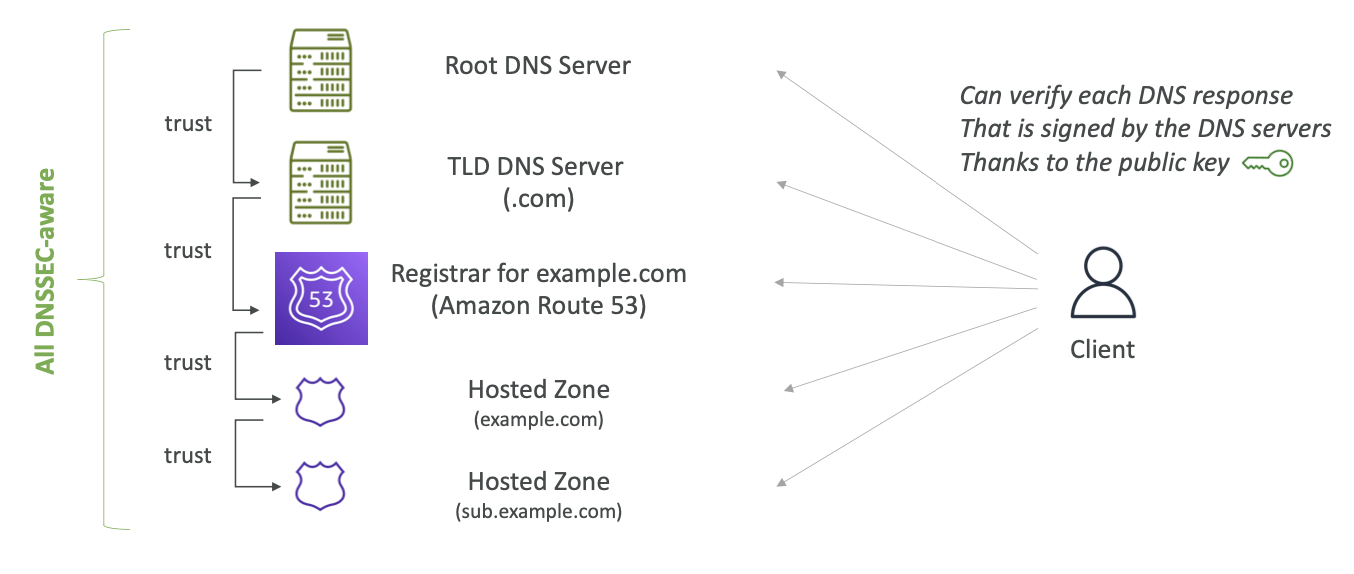 All DNSSEC-aware
trust
trust
trust
trust
Root DNS Server
TLD DNS Server
(.com)
53
Registrar for example.com
(Amazon Route 53)
Hosted Zone
(example.com)
Hosted Zone
(sub.example.com)
Can verify each DNS response
That is signed by the DNS servers
Thanks to the public key
Client